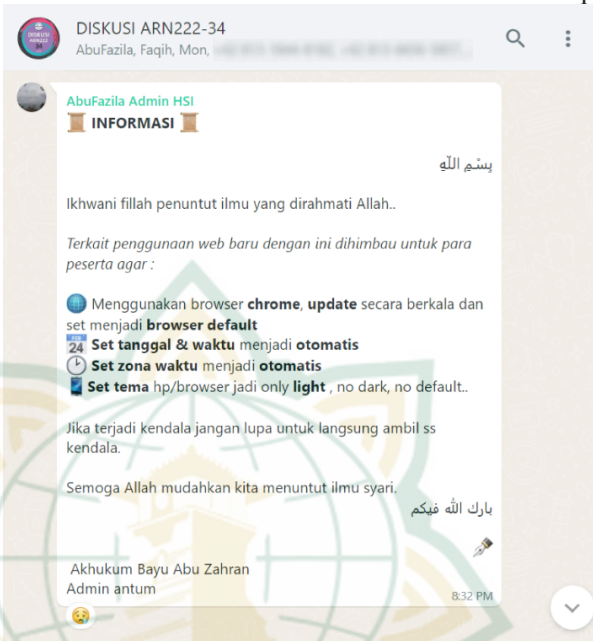 DISKUSI ARN222-34
AbuFazila, Faqih, Mon,
AbuFazila Admin HSI
INFORMASI
بِسْمِ اللَّهِ
Ikhwani fillah penuntut ilmu yang dirahmati Allah..
Terkait penggunaan web baru dengan ini dihimbau untuk para
peserta agar :
Menggunakan browser chrome, update secara berkala dan
set menjadi browser default
Set tanggal & waktu menjadi otomatis
Set zona waktu menjadi otomatis
Set tema hp/browser jadi only light , no dark, no default..
Jika terjadi kendala jangan lupa untuk langsung ambil ss
kendala.
Semoga Allah mudahkan kita menuntut ilmu syari.
بارك الله فيكم
Akhukum Bayu Abu Zahran
Admin antum
8:32 PM